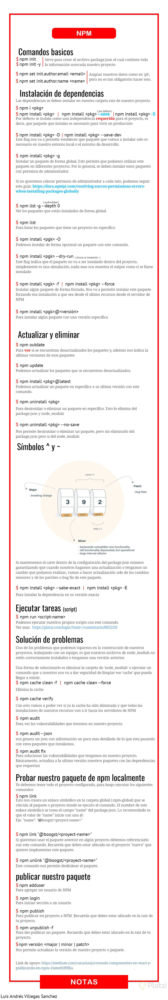 NPM
Comandos basicos
$ npm init
$ npm init -y
Sirve para crear el archivo package.json el cual contiene toda
la información acercada nuestro proyecto
$ npm set init.author.email <email>
$ npm set init.author.name <name>
Asignar nuestros datos como en 'git',
pero no es tan obligatorio hacer esto.
Instalación de dependencias
Las dependencias se deben instalar en nuestra carpeta raíz de nuestro proyecto.
$ npm i <pkg>
( por defecto )
$ npm install <pkg> | npm install <pkg> --save | npm install <pkg> -S
Por defecto se instala como una independencia requerida para el proyecto, es
decir, que paquete que instalas es necesario para vivir en producción
$ npm install <pkg> -D | npm install <pkg> --save-dev
Este flag nos va a permitir establecer que paquete que vamos a instalar solo es
necesario en nuestro entorno local o el entorno de desarrollo.
$ npm install <pkg> -g
Instalar un paquete de forma global. Esto permite que podamos utilizar este
paquete en diferentes proyectos. Por lo general, se deben instalar estos paquetes
con permisos de administrador.
Si no queremos colocar permisos de administrador a cada rato, podemos seguir
esta guía: https://docs.npmjs.com/resolving-eacces-permissions-errors-
when-installing-packages-globally
( profundidad )
$ npm list -g --depth 0
Ver los paquetes que están instalados de forma global.
$ npm list
Para listar los paquetes que tiene un proyecto en especifico
$ npm install <pgk> -O
Podemos instalar de forma opcional un paquete con este comando.
$ npm install <pgk> --dry-run ( simula la instalación )
Este flag indica que el paquete no va a ser instalado dentro del proyecto,
simplemente es una simulación, nada mas nos muestra el output como si se fuese
instalado
$ npm install <pgk> -f | npm install <pkg> --force
Instalar algún paquete de forma forzada. Nos va a permitir instalar este paquete
forzando esa instalación a que sea desde el ultimo recursos desde el servidor de
NPM
$ npm install <pgk>@<versión>
Para instalar algún paquete con una versión especifica
Actualizar y eliminar
$ npm outdate
Para ver si se encuentran desactualizados los paquetes y, además nos indica la
ultimas versiones de esos paquetes
$ npm update
Podemos actualizar los paquetes que se encuentran desactualizados.
$ npm install <pkg>@latest
Podemos actualizar un paquete en especifico a su ultima versión con este
comando.
$ npm uninstall <pkg>
Para desinstalar o eliminar un paquete en específico. Esto lo elimina del
package.json y node_moduls
$ npm uninstall <pkg> --no-save
Nos permite desinstalar o eliminar un paquete, pero sin eliminarlo del
package.json pero si del node_moduls
Símbolos ^ y ~
caret (^)
Major
- breaking change
Patch
- bug fixes
3 9 2
major minor patch
tilde (~)
Minor
- backwards compatible new functionality
- old functionality deprecated, but operational
- large internal refactor
Si mantenemos el caret dentro de la configuración del package.json estamos
garantizando que cuando nosotros hagamos una actualización o tengamos un
cambio que podamos realizar, vamos a hacer actualización solo de los cambios
menores y de los parches o bug fix de este paquete.
$ npm install <pkg> --sabe-exact | npm install <pkg> -E
Para instalar la dependencia en su versión exacta
Ejecutar tareas (script)
$ npm run <script-name>
Podemos ejecutar nuestros propios scripts con este comando.
Ver mas: https://platzi.com/login/?next=/comentario/885229/
Solución de problemas
Uno de los problemas que podemos toparnos en la construcción de nuestros
proyectos, trabajando con un equipo, es que nuestros archivos de node_moduls no
estén correctamente instalados o tengamos una versión anterior.
Una forma de solucionarlo es eliminar la carpeta de 'node_moduls' o ejecutar un
comando que a nosotros nos va a dar seguridad de limpiar ese 'cache' que pueda
llegar a existir.
$ npm cache clean -f | npm cache clean --force
Elimina la cache
$ npm cache verify
Con esto vamos a poder ver si ya la cache ha sido eliminada y que todas las
instalaciones de nuestros recursos van a ir hacia los servidores de NPM
$ npm audit
Para ver las vulnerabilidades que tenemos en nuestro proyecto.
$ npm audit --json
nos genera un json con información un poco mas detallada de lo que esta pasando
con estos paquetes que instalamos.
$ npm audit fix
Para solucionar las vulnerabilidades que tengamos en nuestro proyecto.
Básicamente, actualiza a la ultima versión nuestros paquetes con las dependencias
que requerían
Probar nuestro paquete de npm localmente
Ya debemos tener todo el proyecto configurado, para luego ejecutar los siguientes
comandos:
$ npm link
Esto nos creara un enlace simbólico en la carpeta global (.npm-global) que se
vincula al paquete o proyecto donde se ejecuto el comando. El nombre de este
enlace simbólico se toma el campo "name" del package.json. Lo recomendado es
que el valor de "name" inicie con una @.
Eje: "name": "@boogst/<proyect-name>"
$ npm link "@boogst/<proyect-name>"
Si queremos usar el paquete anterior en algún proyecto debemos referenciarlo
con este comando. Recuerda que debes estar ubicado en el proyecto "nuevo" que
quieres implementar este paquete.
$ npm unlink "@boogst/<proyect-name>"
Este comando nos permite deslinkear el paquete.
publicar nuestro paquete
$ npm adduser
Para agregar un usuario de NPM
$ npm login
Para iniciar sección a un usuario
$ npm publish
Para publicar mi proyecto a NPM. Recuerda que debes estar ubicado en la raíz de
tu proyecto.
$ npm unpublish -f
Para des publicar un paquete. Recuerda que debes estar ubicado en la raíz de tu
proyecto.
$npm versión <major | minor | patch>
Nos permite actualizar la versión de nuestro proyecto o paquete.
Link de apoyo: https://medium.com/canariasjs/creando-componentes-en-react-y-
publicando-en-npm-16eee85f9fba
NOTAS
Platzi
Luis Andrés Villegas Sanchez